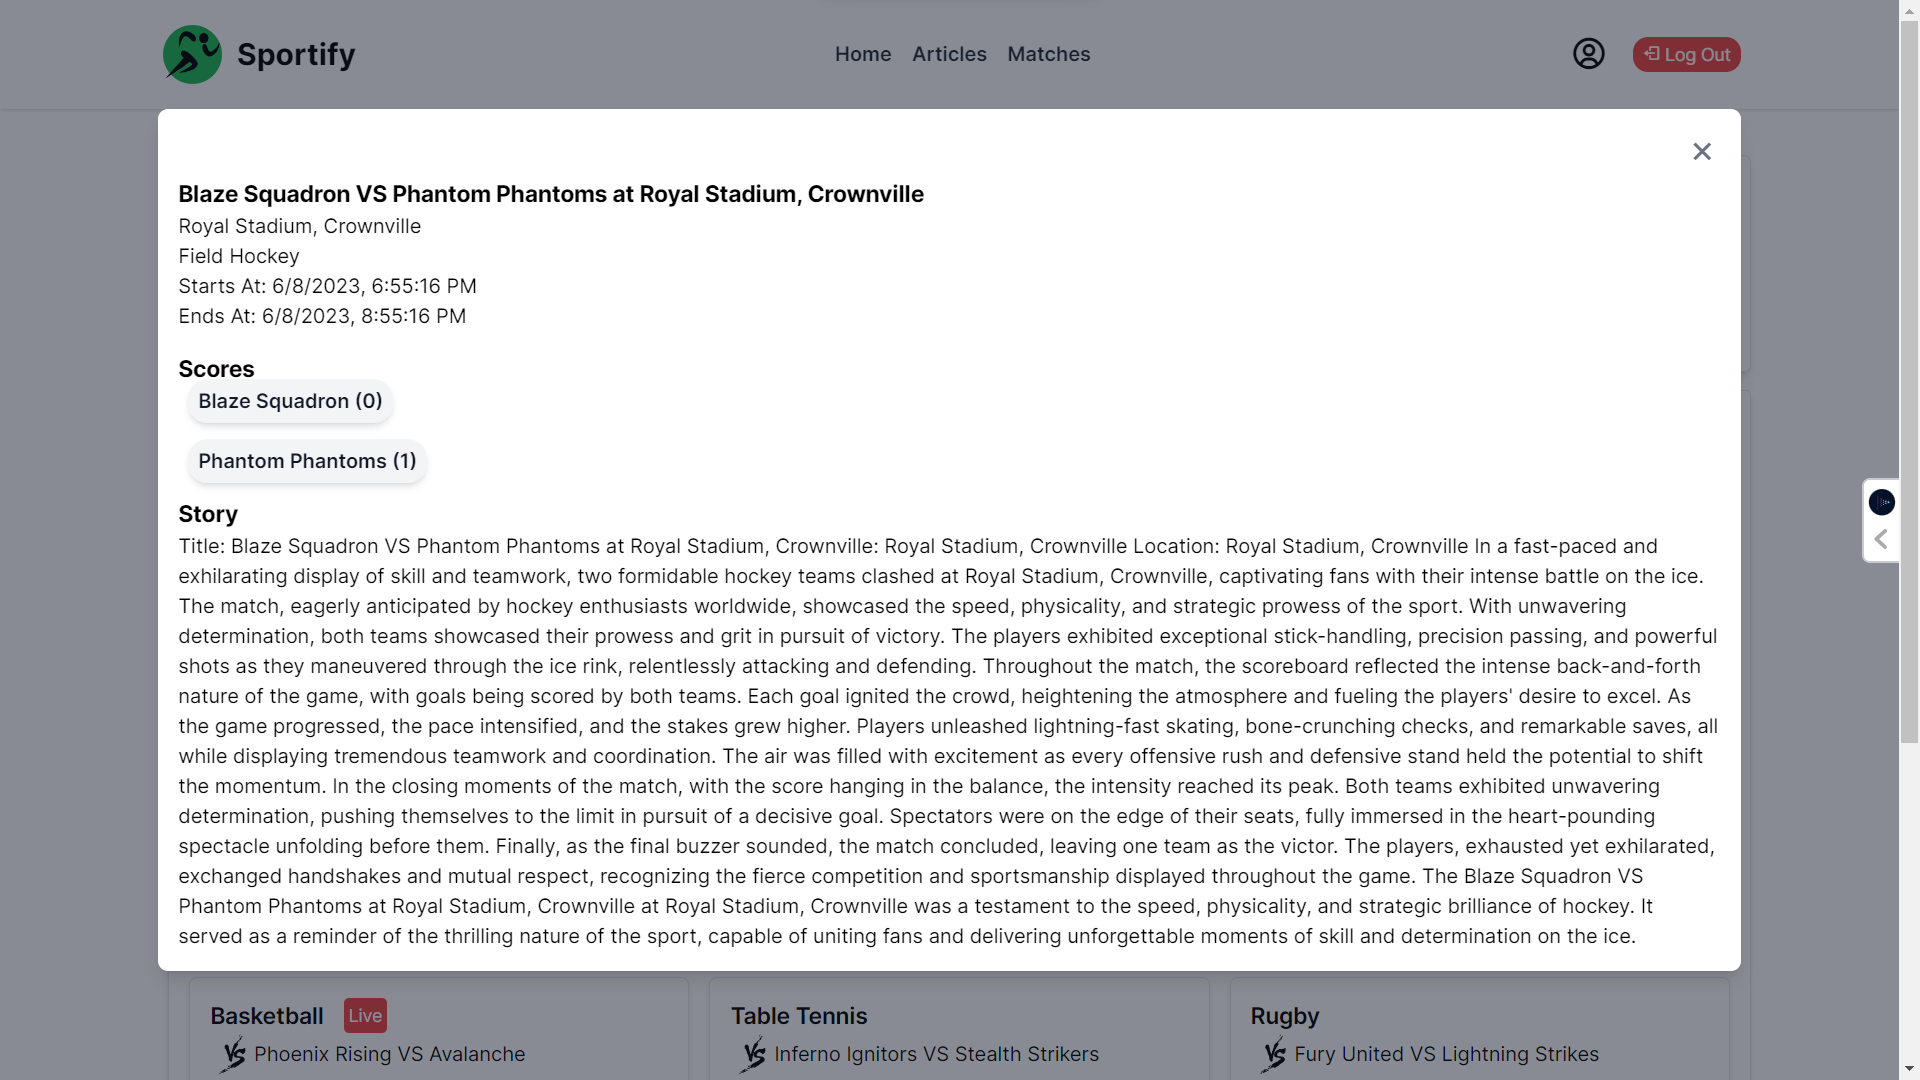 Sportify
Home Articles Matches
Log Out
Blaze Squadron VS Phantom Phantoms at Royal Stadium, Crownville
Royal Stadium, Crownville
Field Hockey
Starts At: 6/8/2023, 6:55:16 PM
Ends At: 6/8/2023, 8:55:16 PM
Scores
Blaze Squadron (0)
Phantom Phantoms (1)
Story
Title: Blaze Squadron VS Phantom Phantoms at Royal Stadium, Crownville: Royal Stadium, Crownville Location: Royal Stadium, Crownville In a fast-paced and
exhilarating display of skill and teamwork, two formidable hockey teams clashed at Royal Stadium, Crownville, captivating fans with their intense battle on the ice.
The match, eagerly anticipated by hockey enthusiasts worldwide, showcased the speed, physicality, and strategic prowess of the sport. With unwavering
determination, both teams showcased their prowess and grit in pursuit of victory. The players exhibited exceptional stick-handling, precision passing, and powerful
shots as they maneuvered through the ice rink, relentlessly attacking and defending. Throughout the match, the scoreboard reflected the intense back-and-forth
nature of the game, with goals being scored by both teams. Each goal ignited the crowd, heightening the atmosphere and fueling the players' desire to excel. As
the game progressed, the pace intensified, and the stakes grew higher. Players unleashed lightning-fast skating, bone-crunching checks, and remarkable saves, all
while displaying tremendous teamwork and coordination. The air was filled with excitement as every offensive rush and defensive stand held the potential to shift
the momentum. In the closing moments of the match, with the score hanging in the balance, the intensity reached its peak. Both teams exhibited unwavering
determination, pushing themselves to the limit in pursuit of a decisive goal. Spectators were on the edge of their seats, fully immersed in the heart-pounding
spectacle unfolding before them. Finally, as the final buzzer sounded, the match concluded, leaving one team as the victor. The players, exhausted yet exhilarated,
exchanged handshakes and mutual respect, recognizing the fierce competition and sportsmanship displayed throughout the game. The Blaze Squadron VS
Phantom Phantoms at Royal Stadium, Crownville at Royal Stadium, Crownville was a testament to the speed, physicality, and strategic brilliance of hockey. It
served as a reminder of the thrilling nature of the sport, capable of uniting fans and delivering unforgettable moments of skill and determination on the ice.
Basketball Live
VS Phoenix Rising VS Avalanche
Table Tennis
VS Inferno Ignitors VS Stealth Strikers
Rugby
VS Fury United VS Lightning Strikes